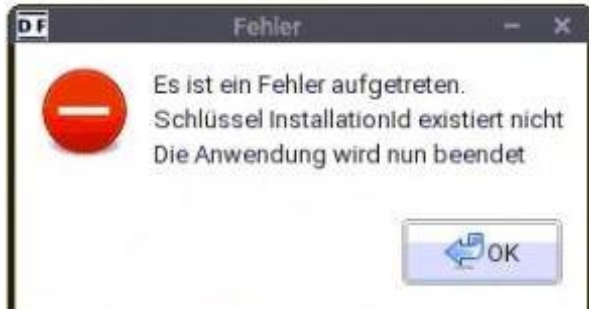 DF
Fehler
Es ist ein Fehler aufgetreten.
Schlüssel InstallationId existiert nicht
Die Anwendung wird nun beendet
OK